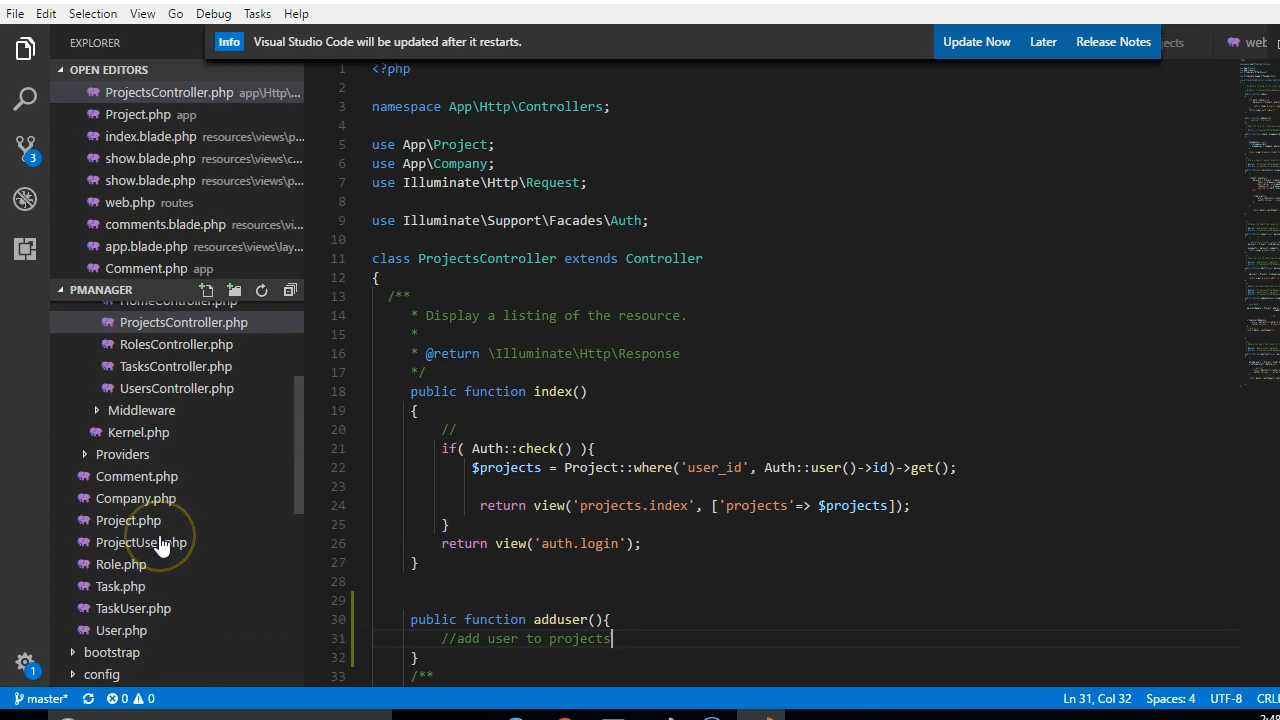 File Edit Selection View Go Debug Tasks Help
EXPLORER
Info Visual Studio Code will be updated after it restarts.
Update Now Later Release Notes
ects
web
OPEN EDITORS
ProjectsController.php app\Http\...
Project.php app
index.blade.php resources\views\p...
show.blade.php resources\views\c...
show.blade.php resources\views\p...
web.php routes
comments.blade.php resources\vi...
app.blade.php resources\views\lay...
Comment.php app
PMANAGER
HomeController.php
ProjectsController.php
RolesController.php
TasksController.php
UsersController.php
Middleware
Kernel.php
Providers
Comment.php
Company.php
Project.php
ProjectUser.php
Role.php
Task.php
TaskUser.php
User.php
bootstrap
config
3
1
1 <?php
2
3 namespace App\Http\Controllers;
4
5 use App\Project;
6 use App\Company;
7 use Illuminate\Http\Request;
8
9 use Illuminate\Support\Facades\Auth;
10
11 class ProjectsController extends Controller
12 {
13 /**
14 * Display a listing of the resource.
15 *
16 * @return \Illuminate\Http\Response
17 */
18 public function index()
19 {
20 //
21 if( Auth::check() ){
22 $projects = Project::where('user_id', Auth::user()->id)->get();
23
24 return view('projects.index', ['projects'=> $projects]);
25 }
26 return view('auth.login');
27 }
28
29
30 public function adduser(){
31 //add user to projects
32 }
33 /**
master* 0 0
Ln 31, Col 32 Spaces: 4 UTF-8 CRL